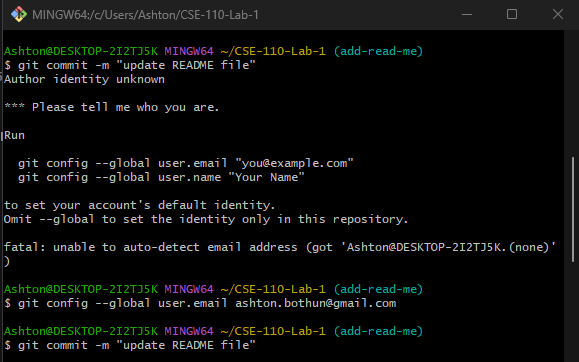 MINGW64:/c/Users/Ashton/CSE-110-Lab-1
Ashton@DESKTOP-2I2TJ5K MINGW64 ~/CSE-110-Lab-1 (add-read-me)
$ git commit -m "update README file"
Author identity unknown
*** Please tell me who you are.
Run
git config --global user.email "you@example.com"
git config --global user.name "Your Name"
to set your account's default identity.
Omit --global to set the identity only in this repository.
fatal: unable to auto-detect email address (got 'Ashton@DESKTOP-2I2TJ5K.(none)'
)
Ashton@DESKTOP-2I2TJ5K MINGW64 ~/CSE-110-Lab-1 (add-read-me)
$ git config --global user.email ashton.bothun@gmail.com
Ashton@DESKTOP-2I2TJ5K MINGW64 ~/CSE-110-Lab-1 (add-read-me)
$ git commit -m "update README file"